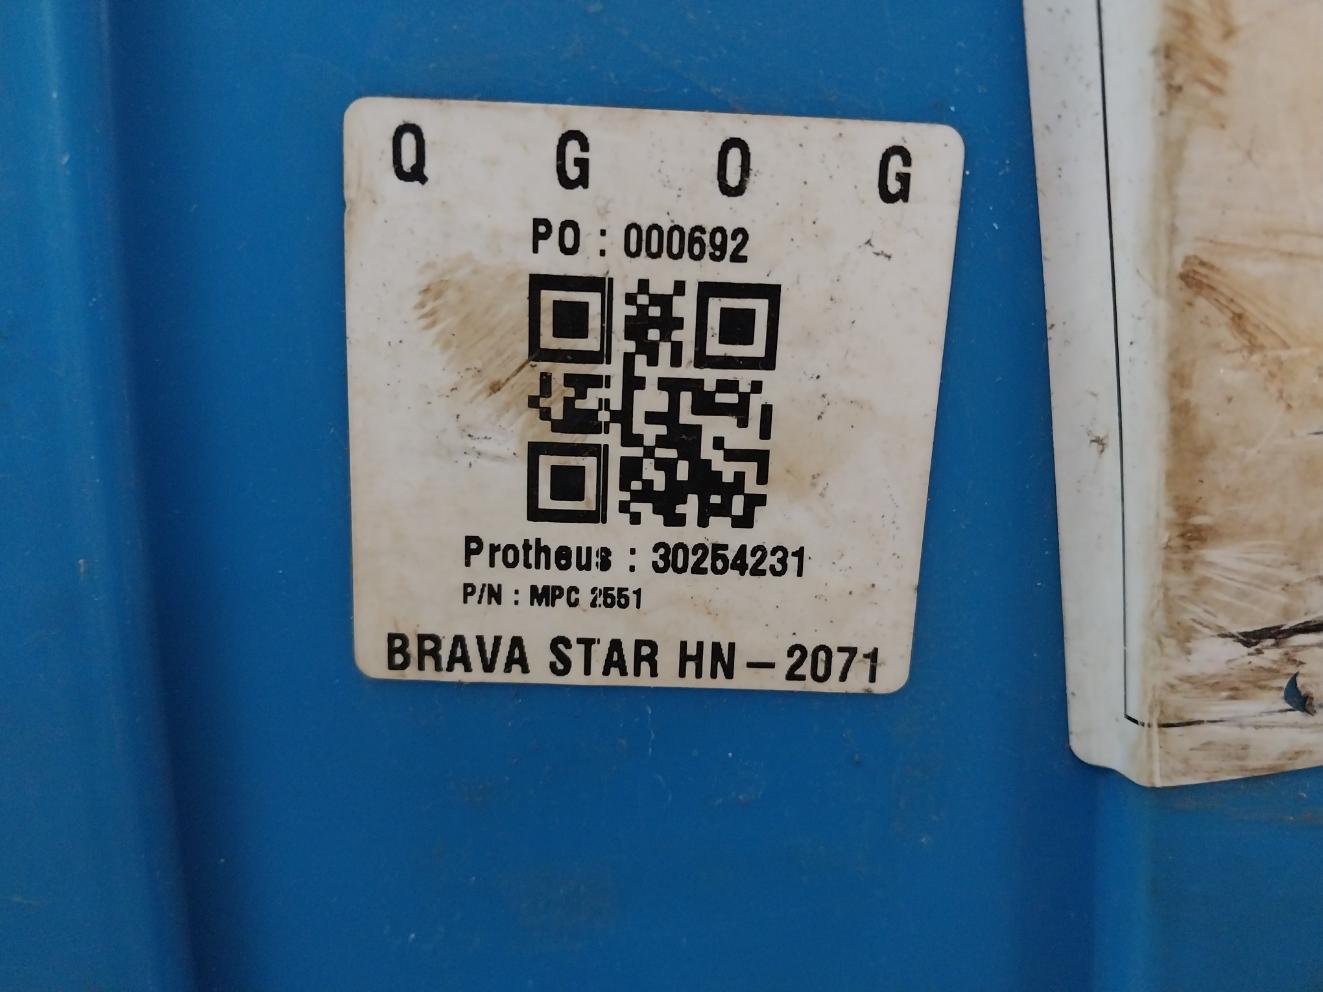 Q G O G
PO : 000692
Protheus : 30254231
P/N : MPC 2551
BRAVA STAR HN-2071